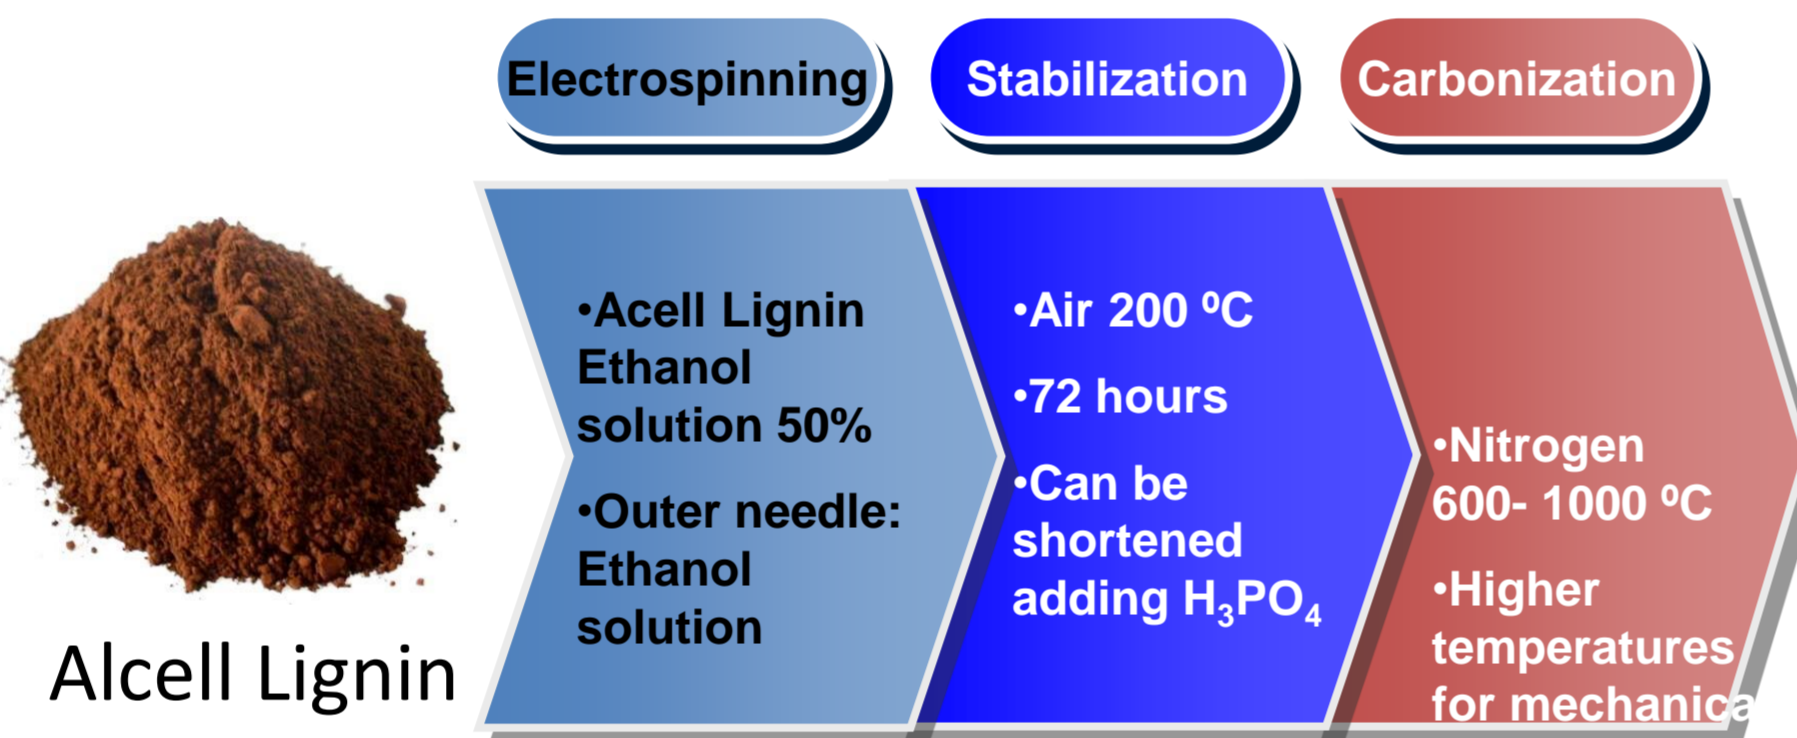 Electrospinning
Stabilization
Carbonization
•Acell Lignin
Ethanol
solution 50%
•Outer needle:
Ethanol
solution
•Air 200 ºC
•72 hours
•Can be
shortened
adding H₃PO₄
•Nitrogen
600- 1000 ºC
•Higher
temperatures
for mechanica
Alcell Lignin